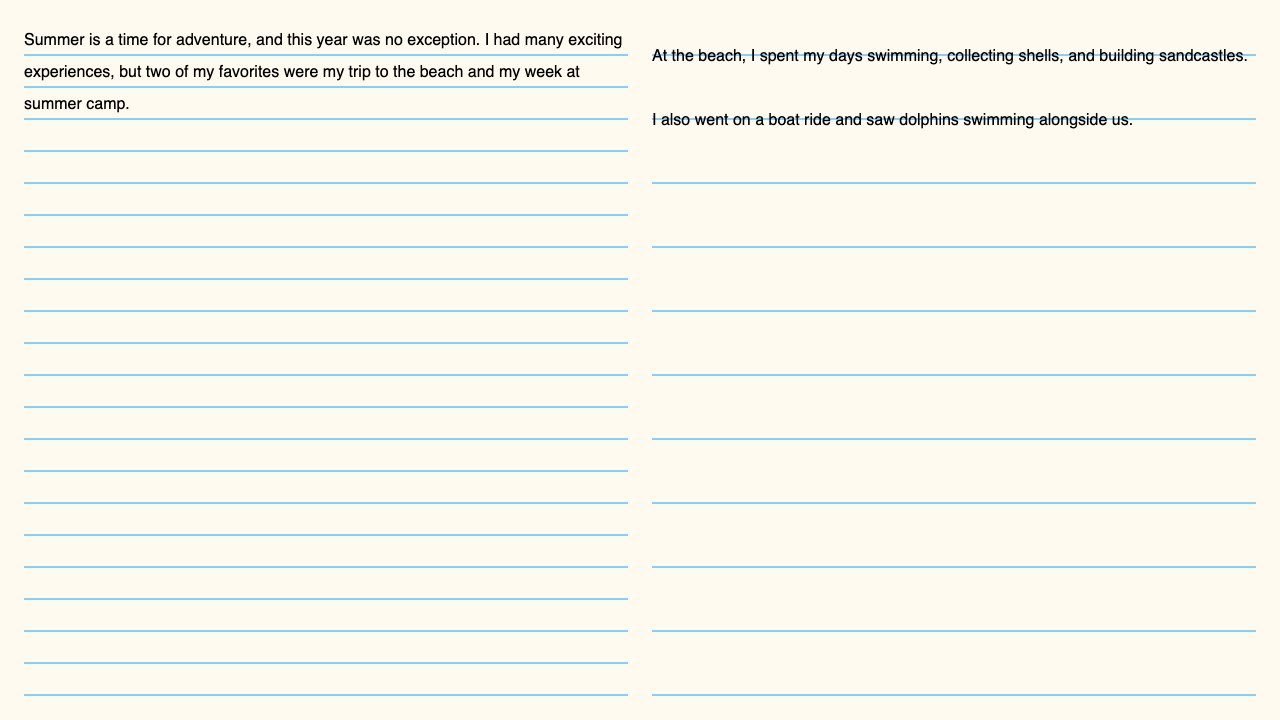 Summer is a time for adventure, and this year was no exception. I had many exciting
experiences, but two of my favorites were my trip to the beach and my week at
summer camp.
At the beach, I spent my days swimming, collecting shells, and building sandcastles.
I also went on a boat ride and saw dolphins swimming alongside us.